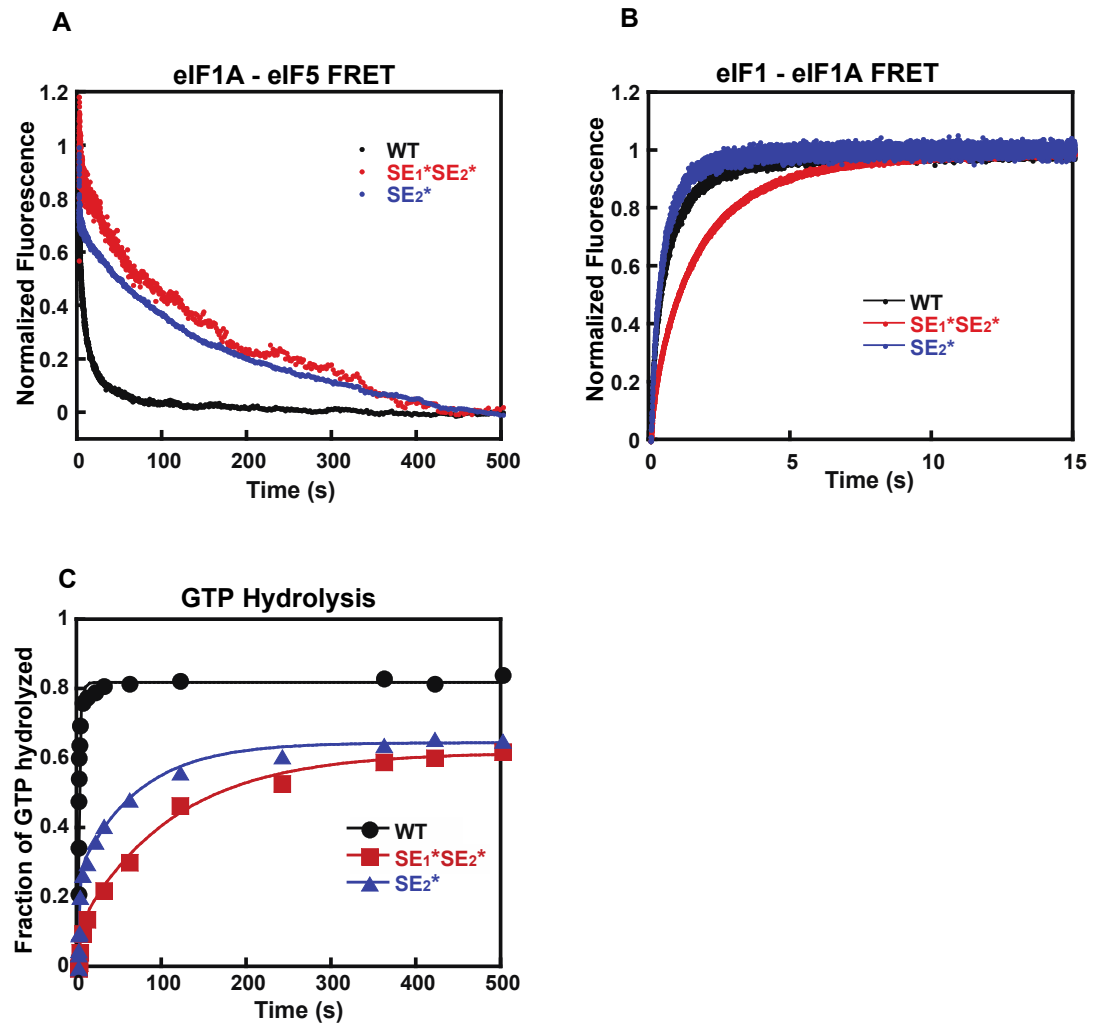 A
eIF1A - eIF5 FRET
Normalized Fluorescence
1.2
1
0.8
0.6
0.4
0.2
0
WT
SE1*SE2*
SE2*
0 100 200 300 400 500
Time (s)
B
eIF1 - eIF1A FRET
Normalized Fluorescence
1.2
1
0.8
0.6
0.4
0.2
0
WT
SE1*SE2*
SE2*
0 5 10 15
Time (s)
C
GTP Hydrolysis
Fraction of GTP hydrolyzed
1
0.8
0.6
0.4
0.2
0
WT
SE1*SE2*
SE2*
0 100 200 300 400 500
Time (s)